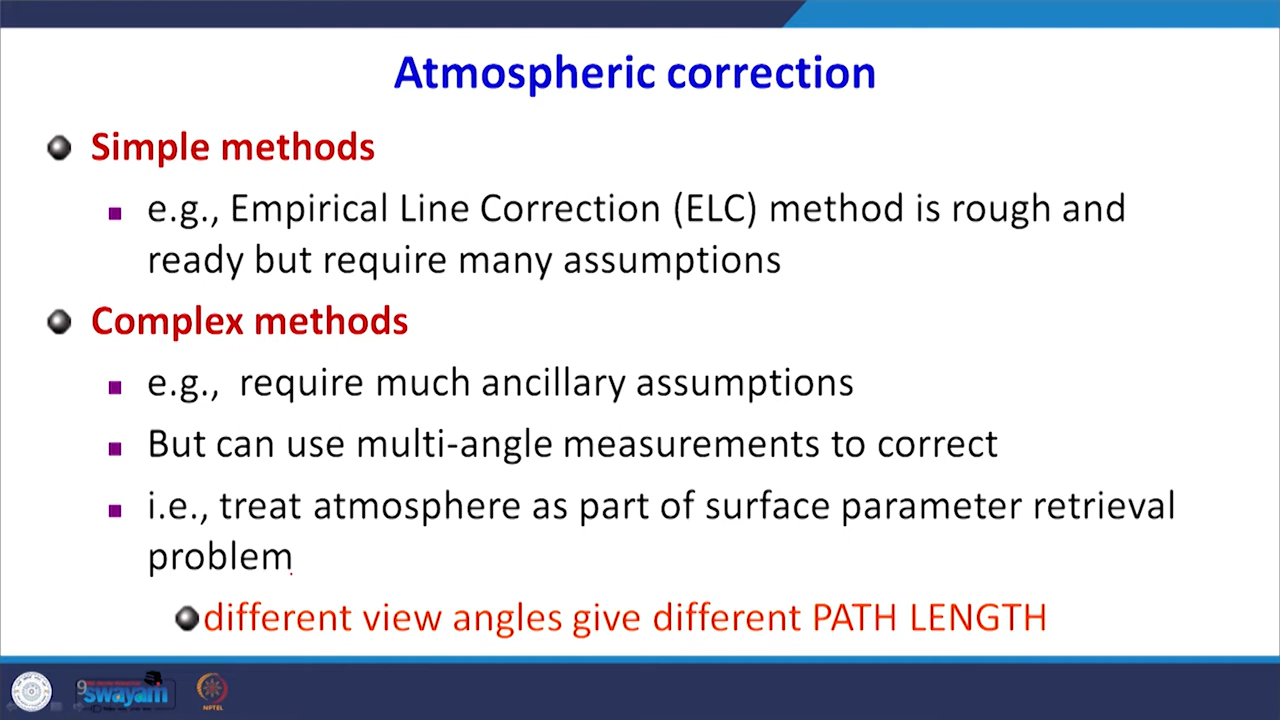 Atmospheric correction
Simple methods
e.g., Empirical Line Correction (ELC) method is rough and
ready but require many assumptions
Complex methods
e.g., require much ancillary assumptions
But can use multi-angle measurements to correct
i.e., treat atmosphere as part of surface parameter retrieval
problem
different view angles give different PATH LENGTH
9
swayam
NPTEL